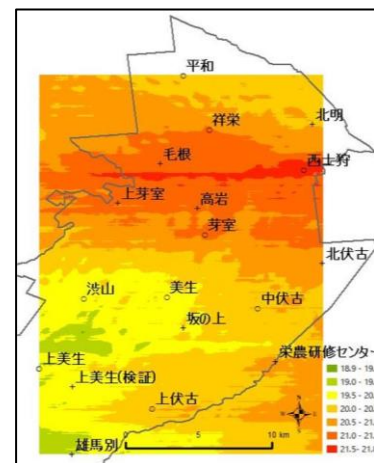 平和
北明
祥栄
毛根
西士狩
上芽室
高岩
芽室
北伏古
渋山
美生
中伏古
坂の上
上美生
栄農研修センター
上美生(検証)
上伏古
雄馬別
0 5 10 km
18.9 - 19.
19.0 - 19.
19.5 - 20.
20.0 - 20.
20.5 - 21.
21.0 - 21.
21.5 - 21.8